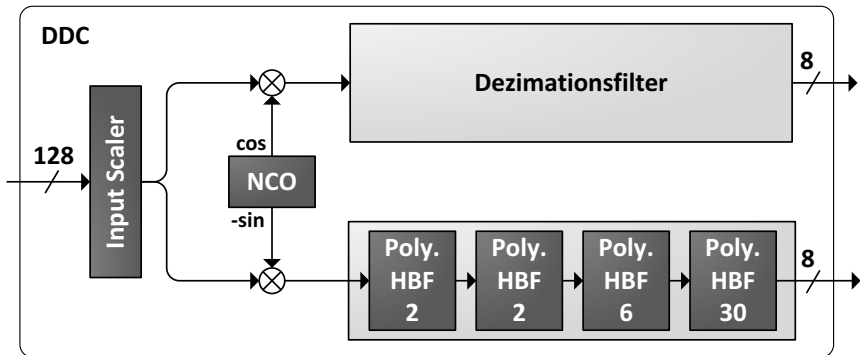 DDC
128
Input Scaler
cos
NCO
-sin
Dezimationsfilter
8
Poly.
HBF
2
Poly.
HBF
2
Poly.
HBF
6
Poly.
HBF
30
8